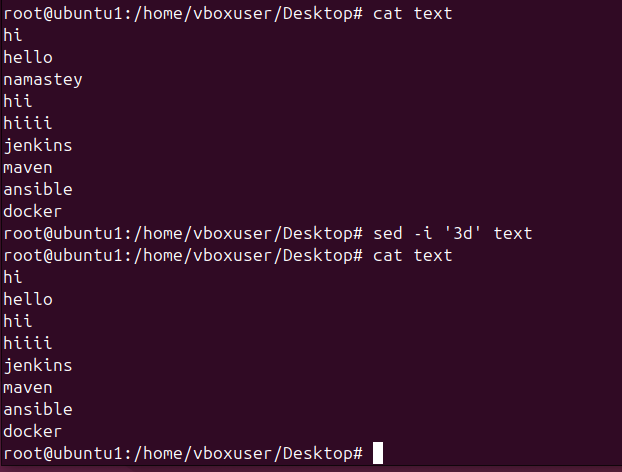 root@ubuntu1:/home/vboxuser/Desktop# cat text
hi
hello
namastey
hii
hiiii
jenkins
maven
ansible
docker
root@ubuntu1:/home/vboxuser/Desktop# sed -i '3d' text
root@ubuntu1:/home/vboxuser/Desktop# cat text
hi
hello
hii
hiiii
jenkins
maven
ansible
docker
root@ubuntu1:/home/vboxuser/Desktop#